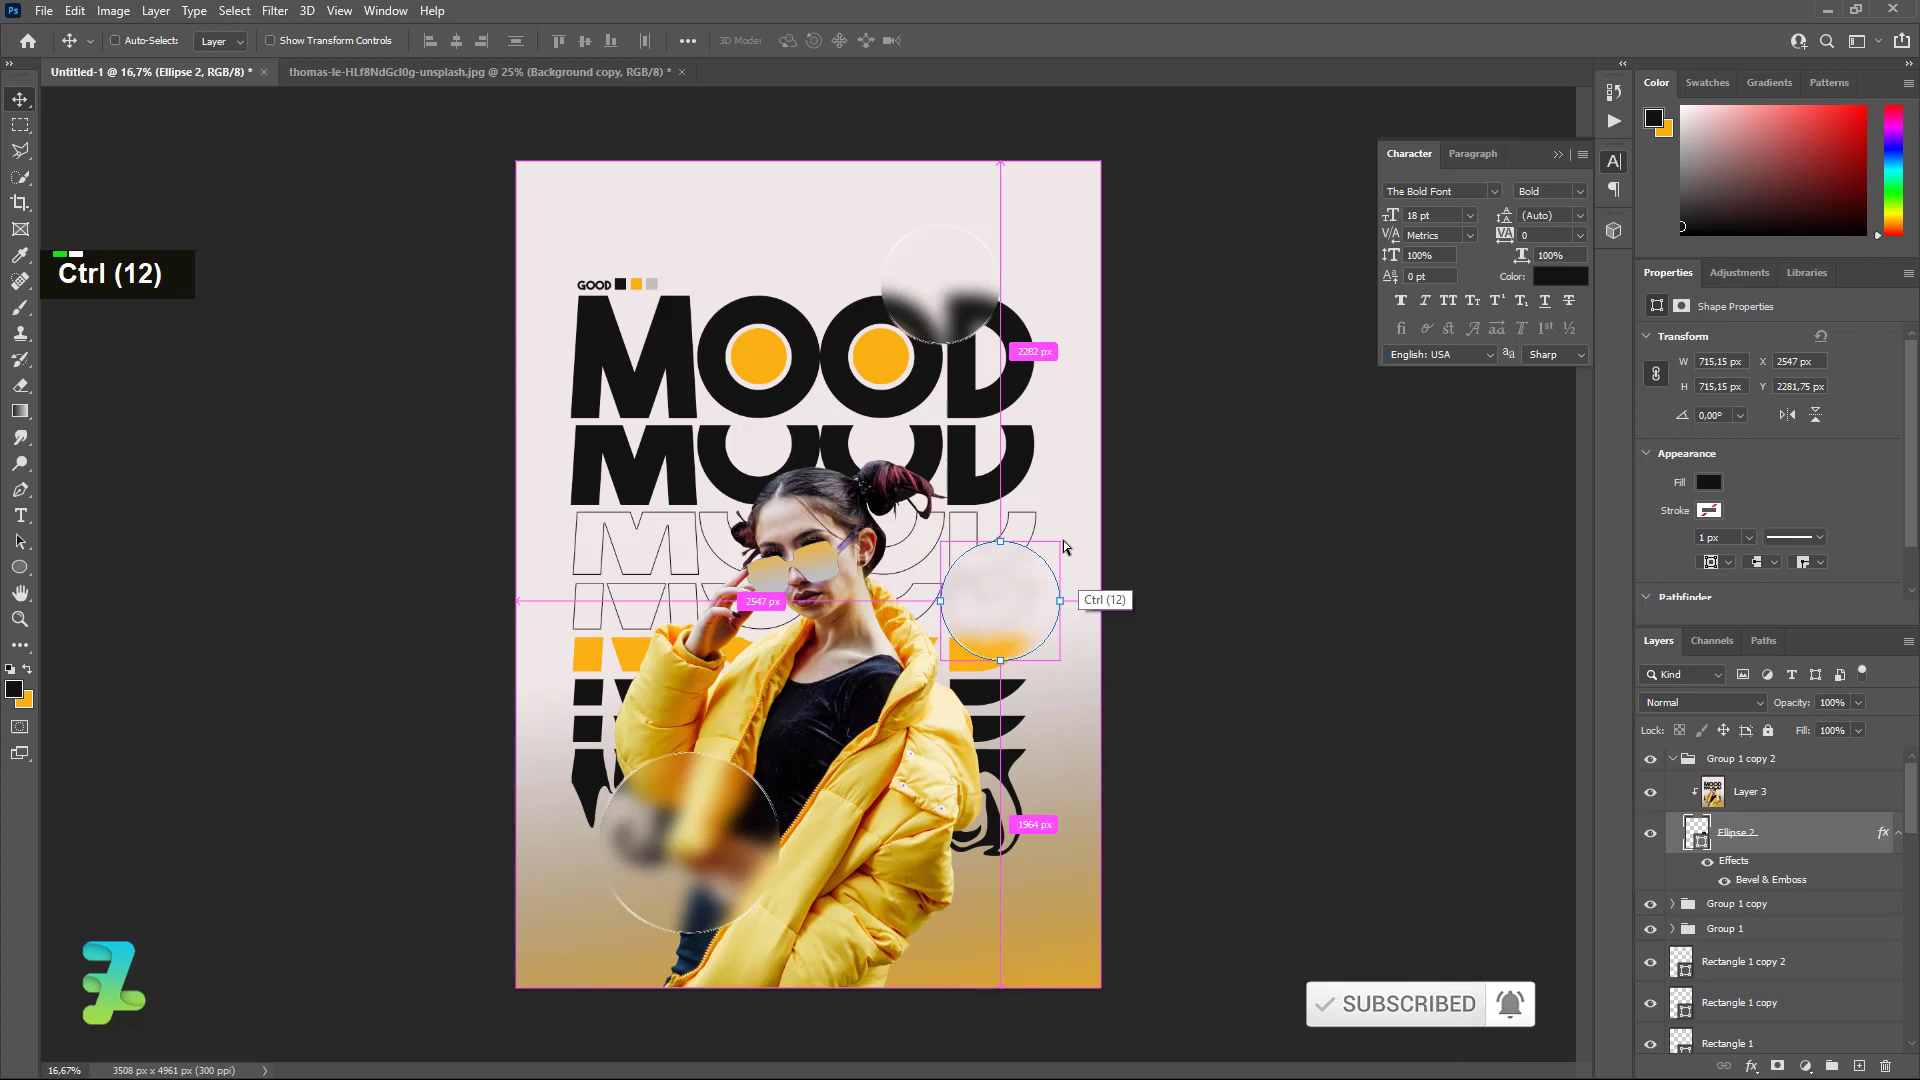 Ps File Edit Image Layer Type Select Filter 3D View Window Help
Auto-Select: Layer Show Transform Controls 3D Mode:
Untitled-1 @ 16,7% (Ellipse 2, RGB/8) * × thomas-le-HLf8NdGcI0g-unsplash.jpg @ 25% (Background copy, RGB/8) * ×
Ctrl (12)
GOOD
MOOD
MOOD
2282 px
2547 px
Ctrl (12)
1964 px
SUBSCRIBED
Character Paragraph
The Bold Font Bold
18 pt (Auto)
Metrics 0
100% 100%
0 pt Color:
English: USA Sharp
Color Swatches Gradients Patterns
Properties Adjustments Libraries
Shape Properties
Transform
W 715,15 px X 2547 px
H 715,15 px Y 2281,75 px
0,00°
Appearance
Fill
Stroke
1 px
Pathfinder
Layers Channels Paths
Kind
Normal Opacity: 100%
Lock: Fill: 100%
Group 1 copy 2
Layer 3
Ellipse 2
fx
Effects
Bevel & Emboss
Group 1 copy
Group 1
Rectangle 1 copy 2
Rectangle 1 copy
Rectangle 1
16,67% 3508 px x 4961 px (300 ppi)